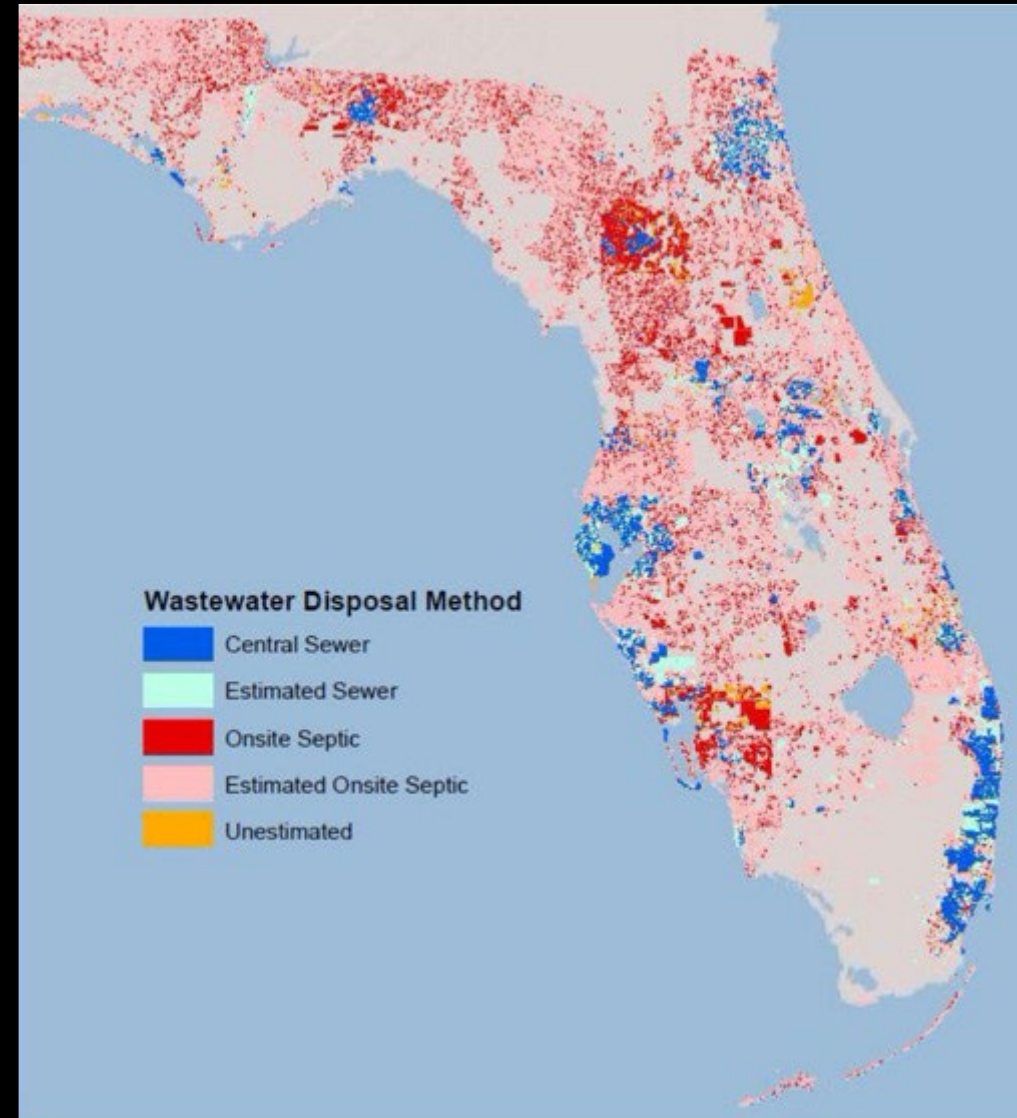 Wastewater Disposal Method
Central Sewer
Estimated Sewer
Onsite Septic
Estimated Onsite Septic
Unestimated